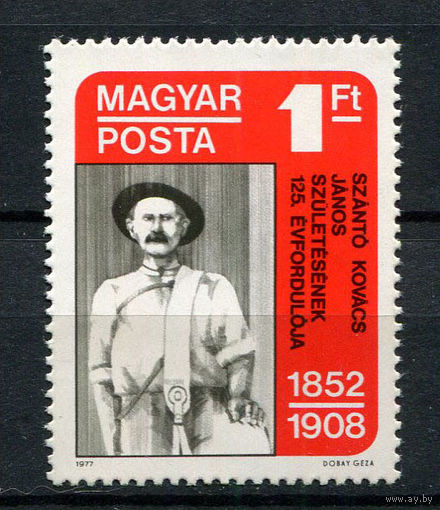 MAGYAR
POSTA
1 Ft
SZÁNTÓ KOVÁCS
JÁNOS
SZÜLETÉSÉNEK
125. ÉVFORDULÓJA
1852
1908
1977
DOBAY GÉZA
www.ay.by